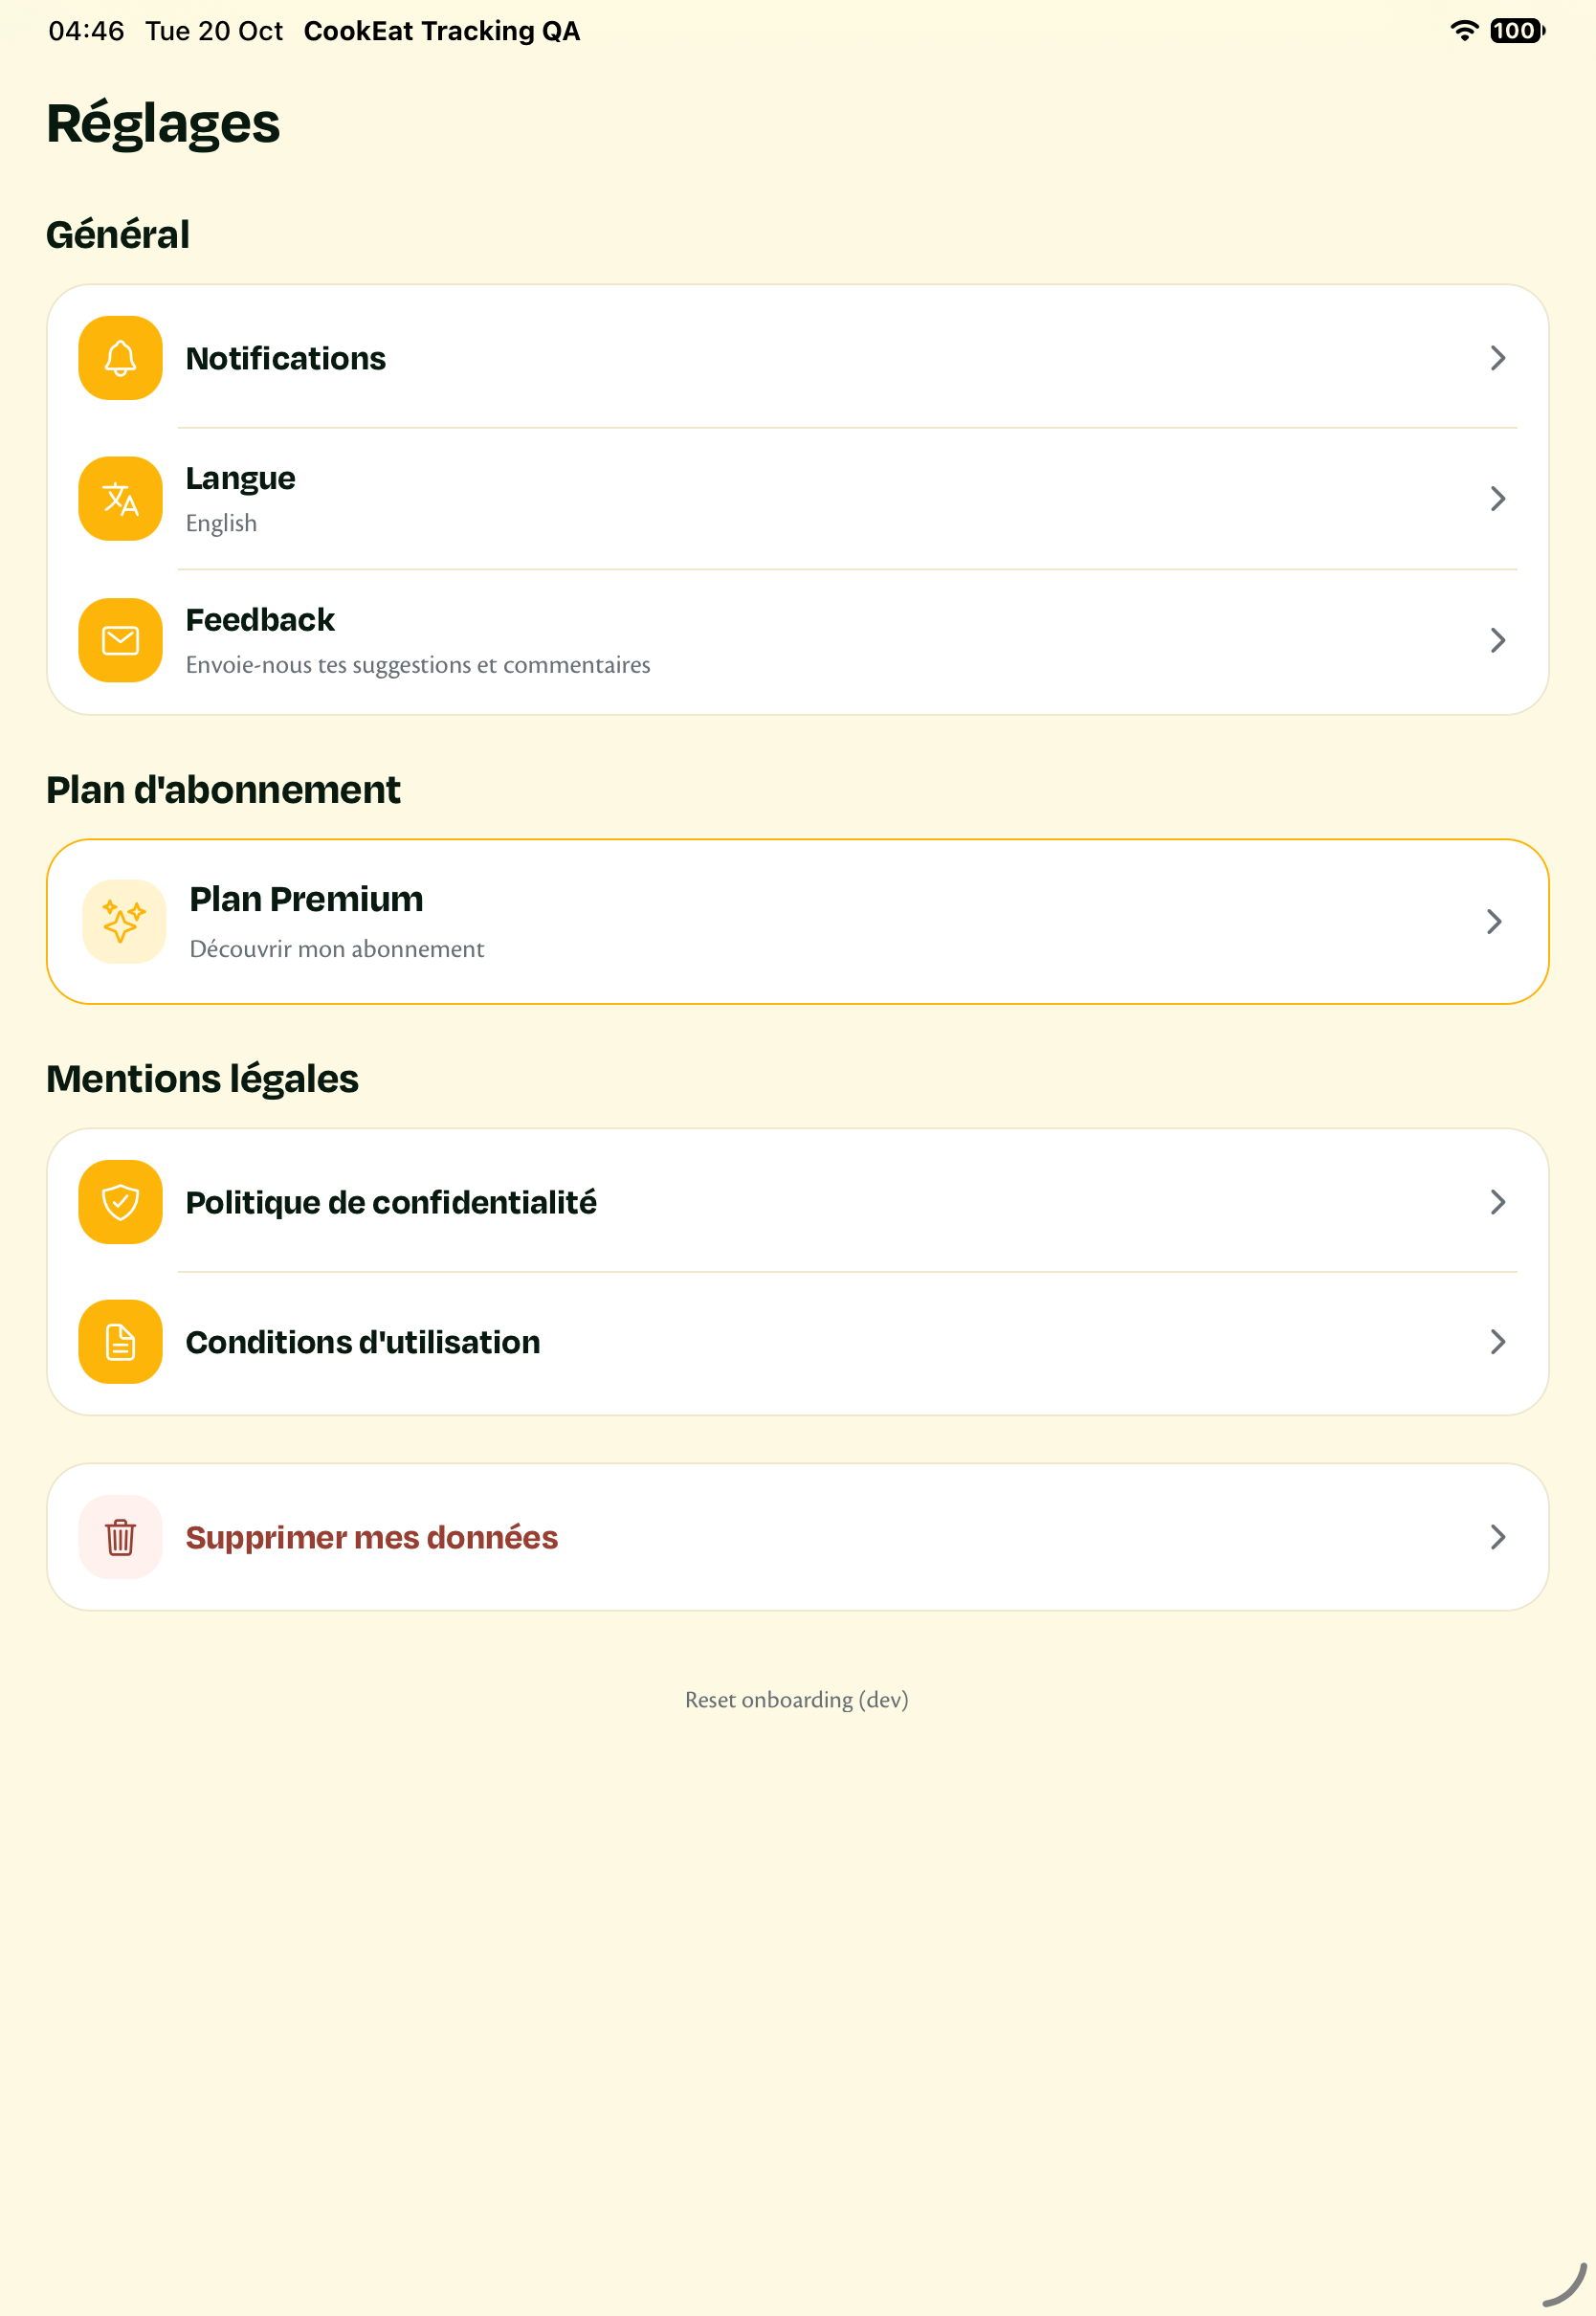 04:46 Tue 20 Oct CookEat Tracking QA 100
Réglages
Général
Notifications
Langue
English
Feedback
Envoie-nous tes suggestions et commentaires
Plan d'abonnement
Plan Premium
Découvrir mon abonnement
Mentions légales
Politique de confidentialité
Conditions d'utilisation
Supprimer mes données
Reset onboarding (dev)